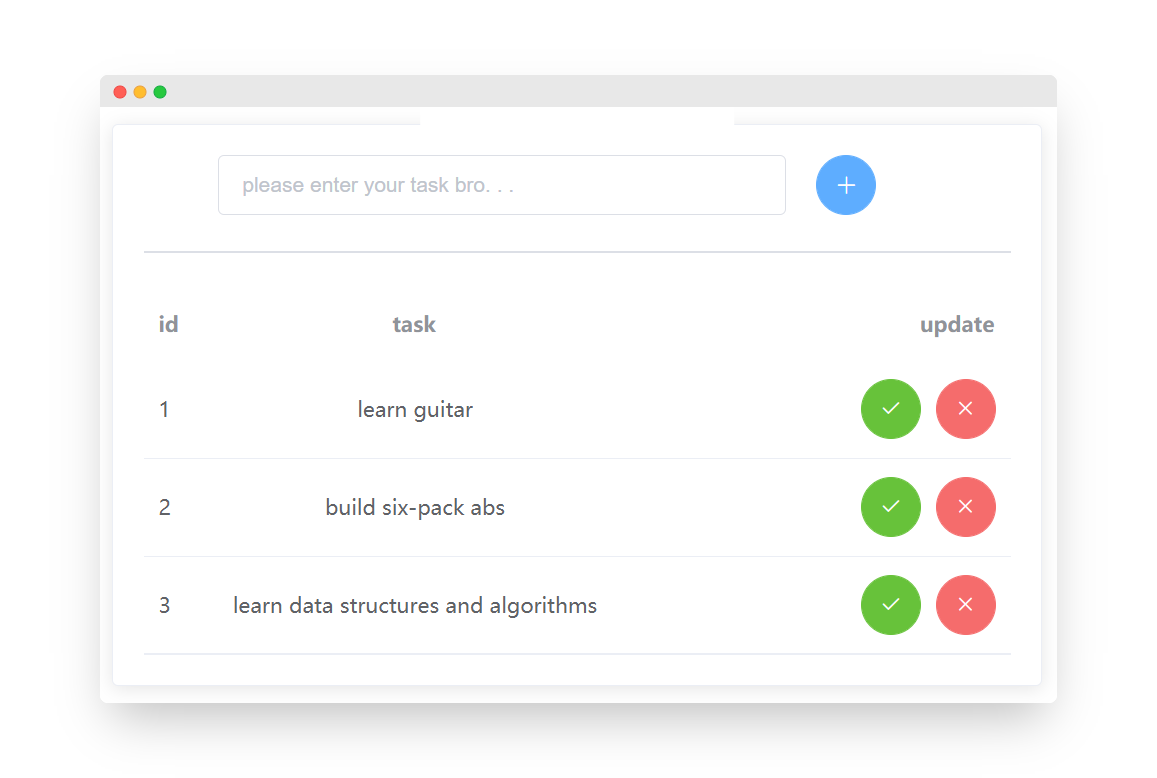 please enter your task bro. . .
id task update
1 learn guitar
2 build six-pack abs
3 learn data structures and algorithms